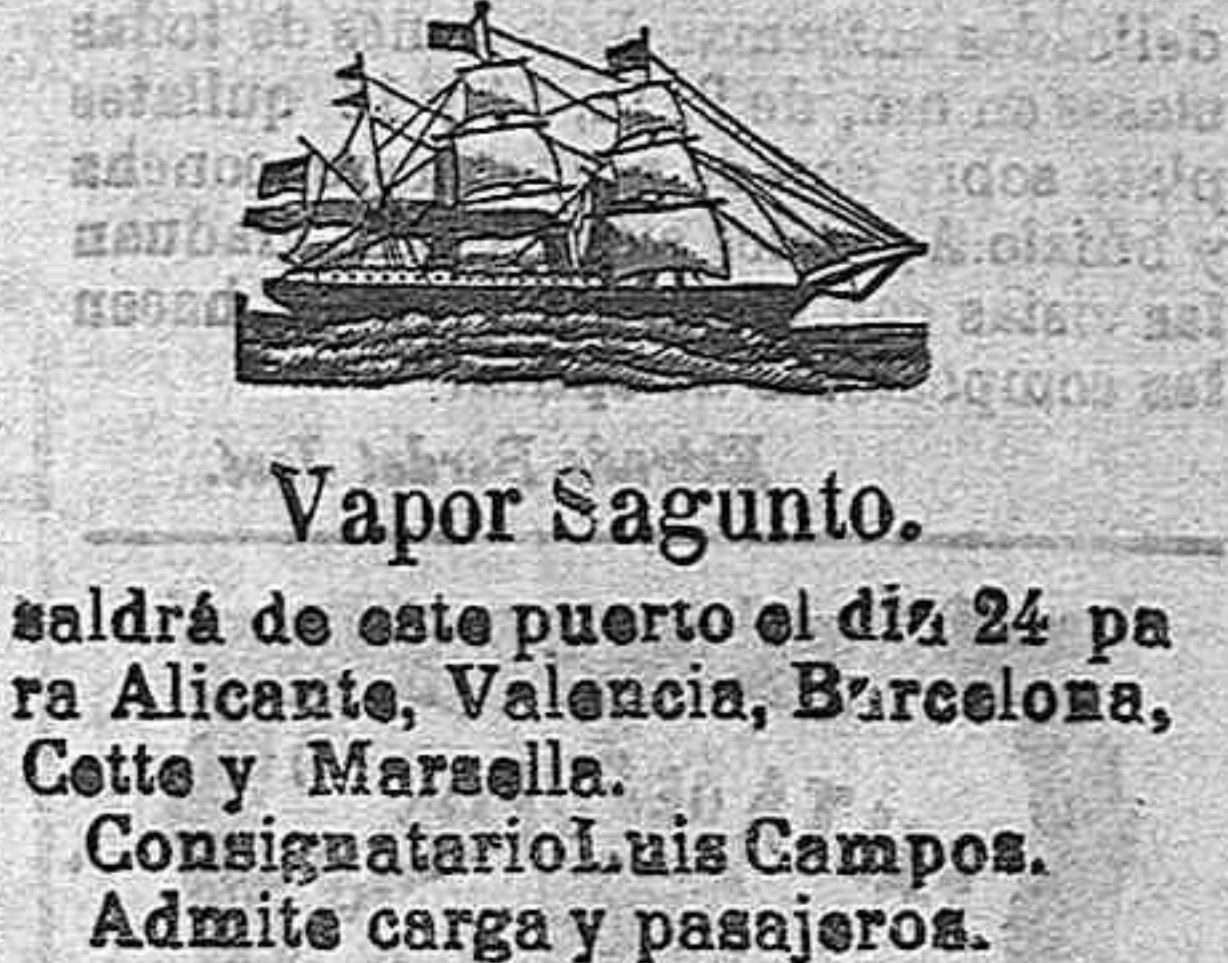 Vapor Sagunto.
saldrá de este puerto el dia 24 pa
ra Alicante, Valencia, Barcelona,
Cette y Marsella.
Consignatario Luis Campos.
Admite carga y pasajeros.